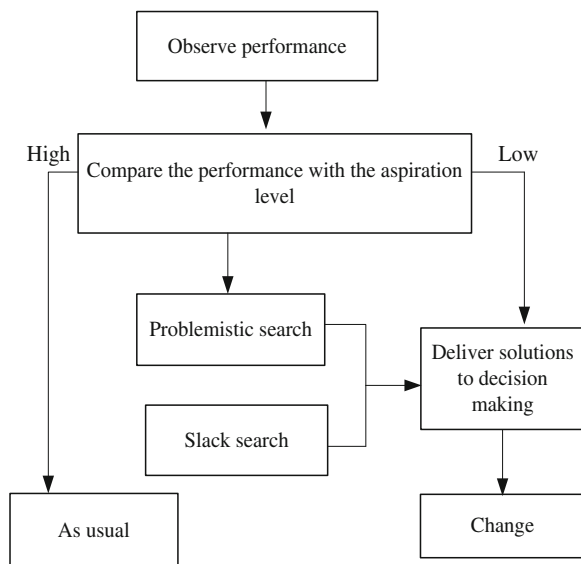 Observe performance
High
Low
Compare the performance with the aspiration
level
Problemistic search
Deliver solutions
to decision
making
Slack search
As usual
Change